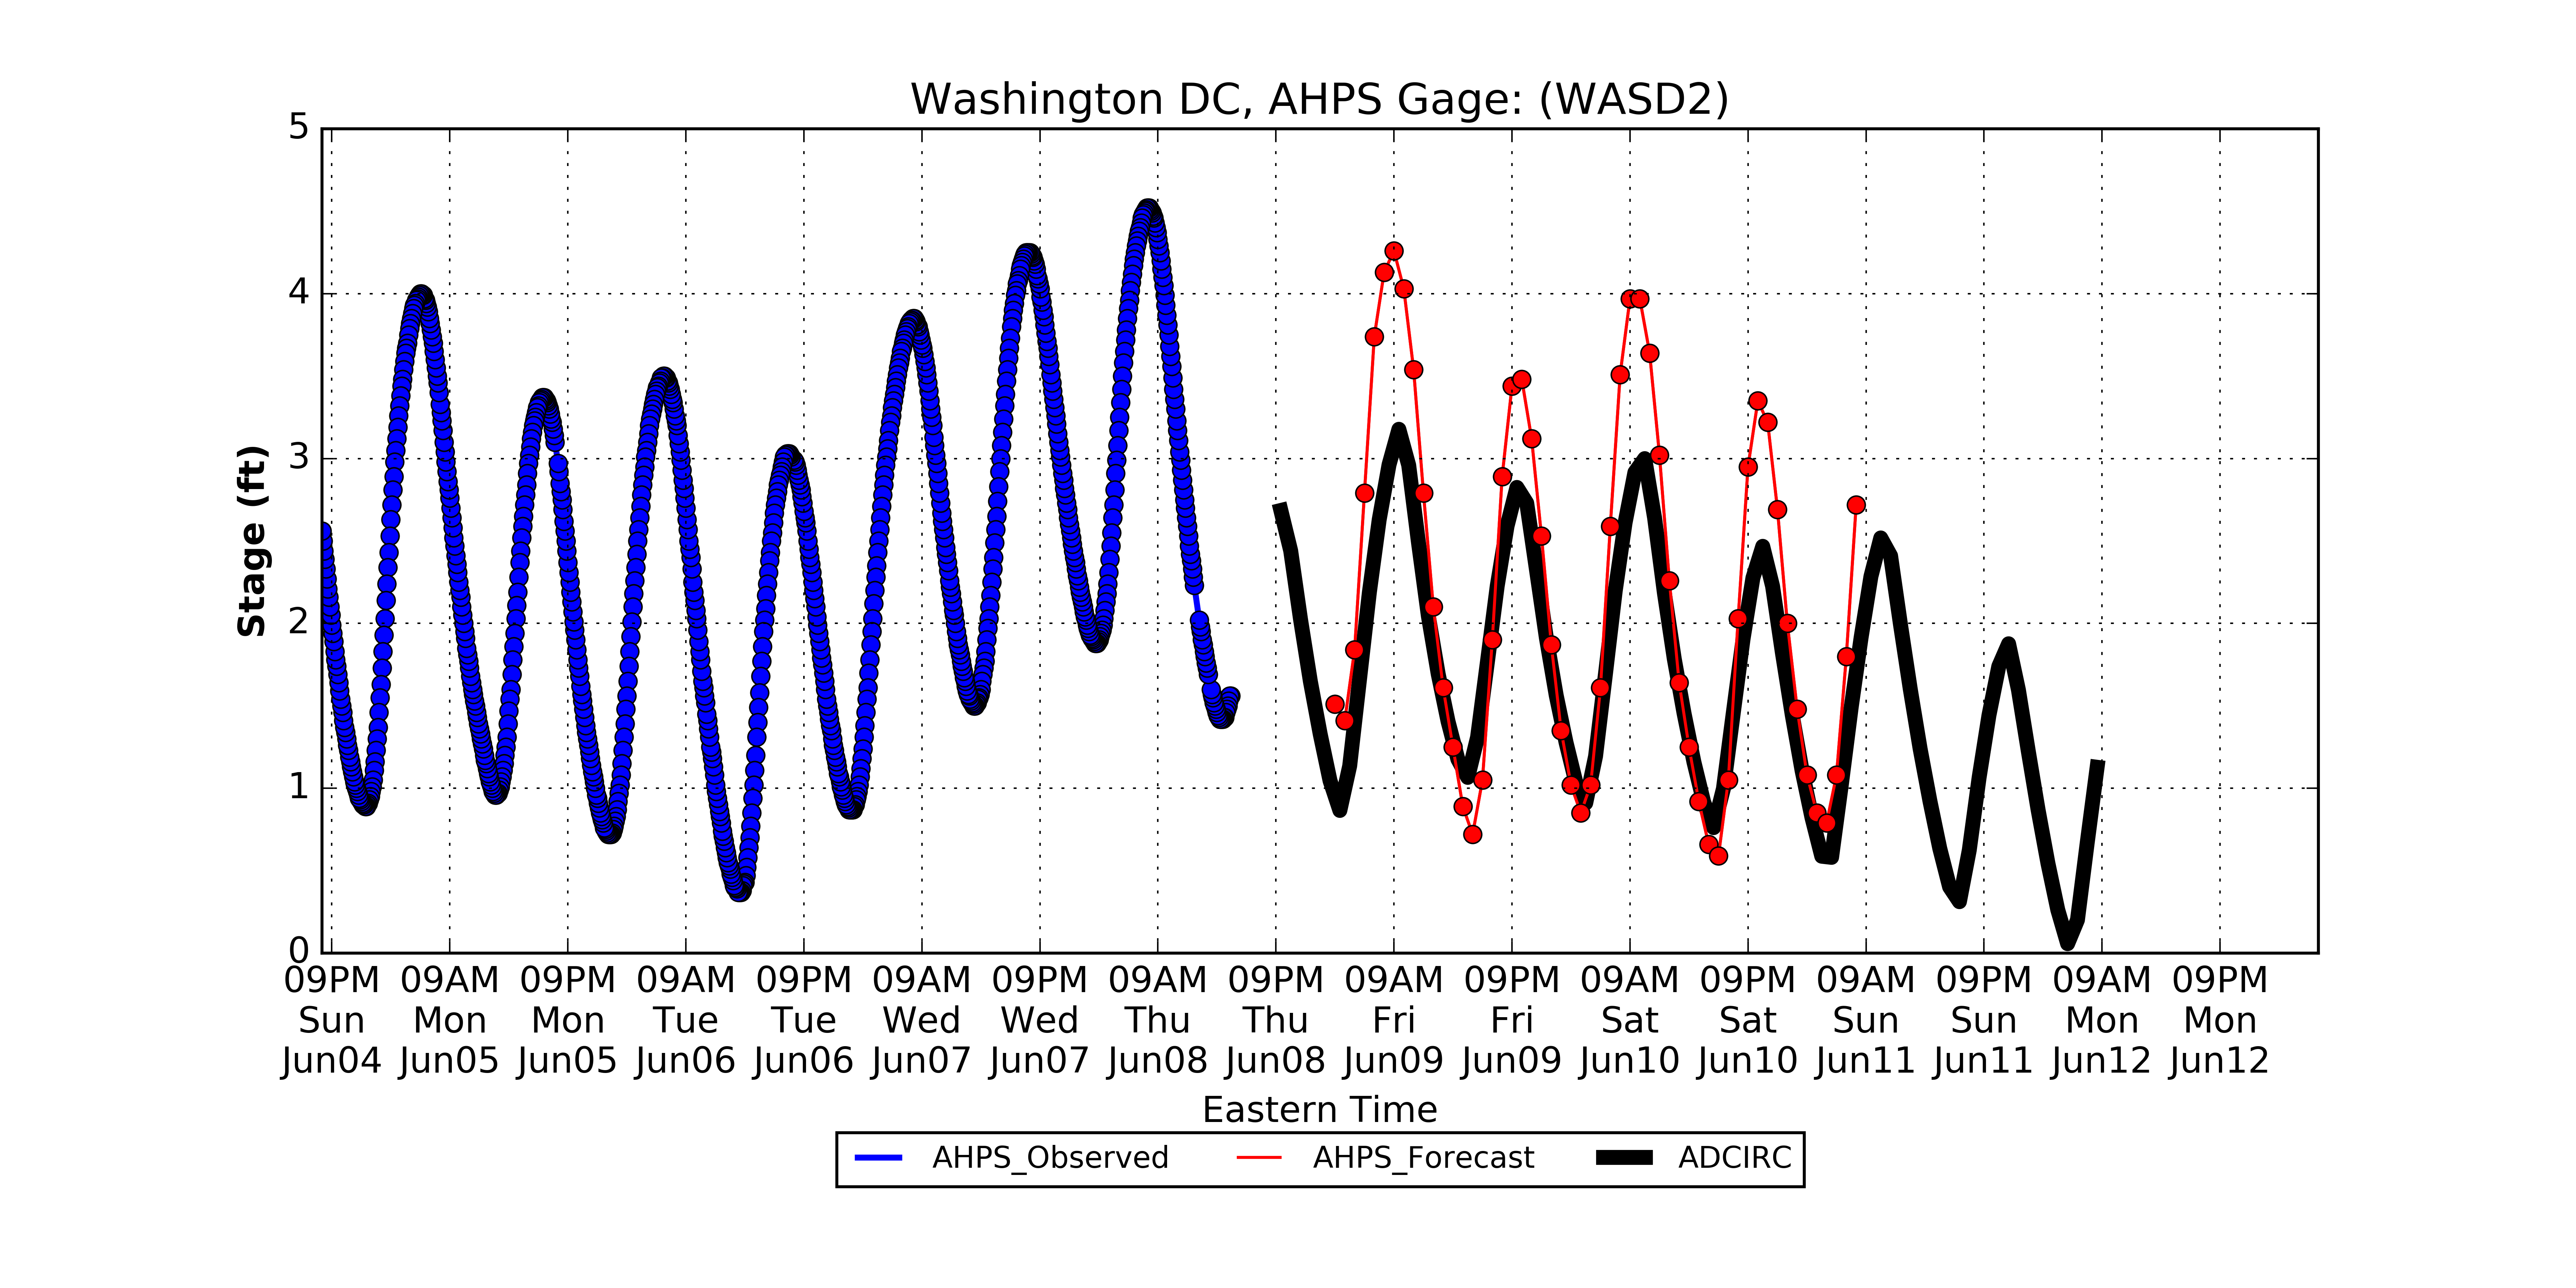 Washington DC, AHPS Gage: (WASD2)
5
4
3
2
1
0
Stage (ft)
09PM 09AM 09PM 09AM 09PM 09AM 09PM 09AM 09PM 09AM 09PM 09AM 09PM 09AM 09PM 09AM 09PM
Sun Mon Mon Tue Tue Wed Wed Thu Thu Fri Fri Sat Sat Sun Sun Mon Mon
Jun04 Jun05 Jun05 Jun06 Jun06 Jun07 Jun07 Jun08 Jun08 Jun09 Jun09 Jun10 Jun10 Jun11 Jun11 Jun12 Jun12
Eastern Time
AHPS_Observed AHPS_Forecast ADCIRC